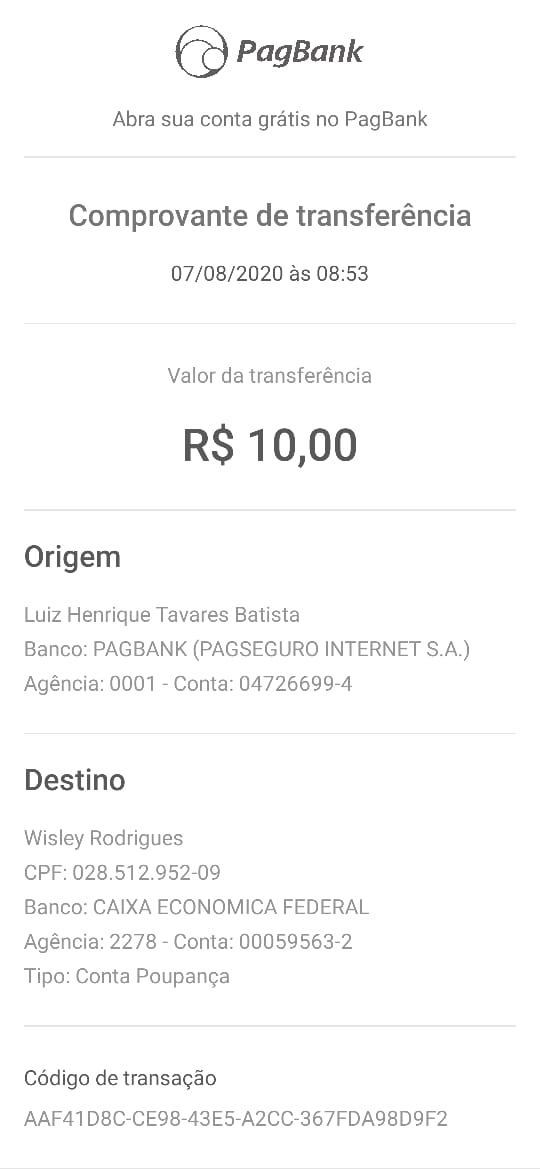 PagBank
Abra sua conta grátis no PagBank
Comprovante de transferência
07/08/2020 às 08:53
Valor da transferência
R$ 10,00
Origem
Luiz Henrique Tavares Batista
Banco: PAGBANK (PAGSEGURO INTERNET S.A.)
Agência: 0001 - Conta: 04726699-4
Destino
Wisley Rodrigues
CPF: 028.512.952-09
Banco: CAIXA ECONOMICA FEDERAL
Agência: 2278 - Conta: 00059563-2
Tipo: Conta Poupança
Código de transação
AAF41D8C-CE98-43E5-A2CC-367FDA98D9F2